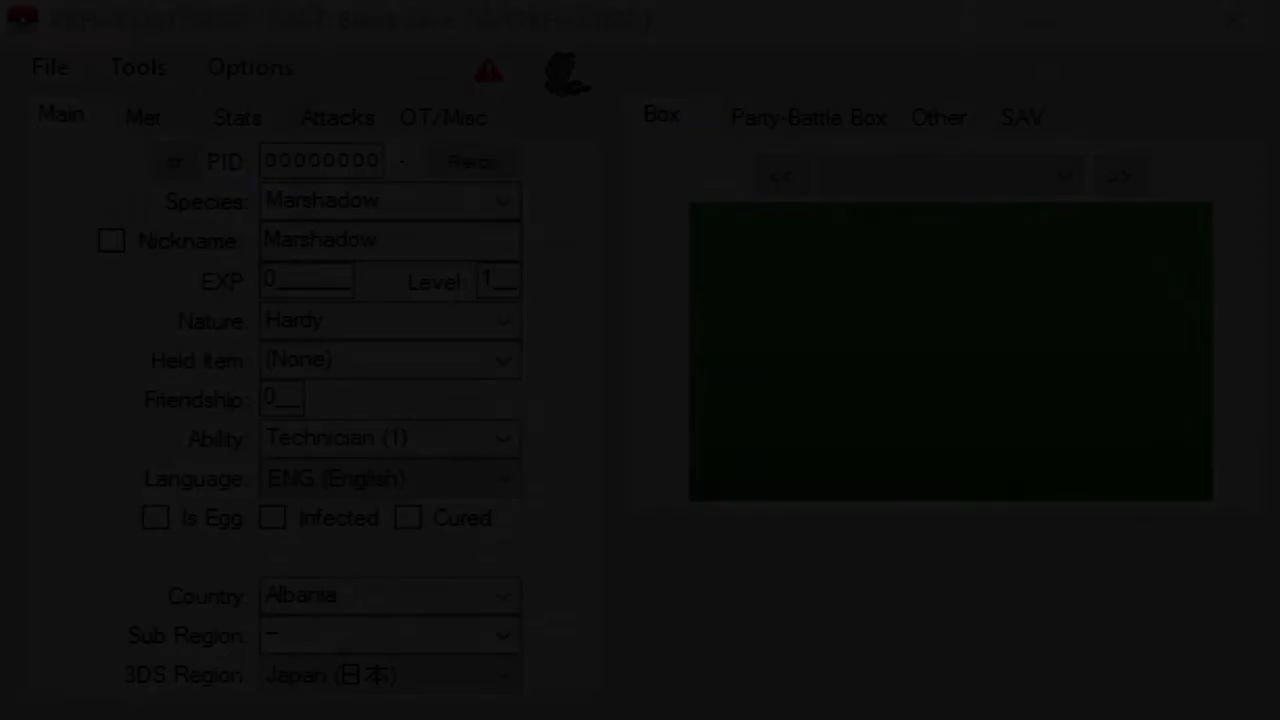 File Tools Options
Main Met Stats Attacks OT/Misc
Box Party-Battle Box Other SAV
PID: 00000000
<< >>
Species: Marshadow
Nickname: Marshadow
EXP: 0 Level: 1
Nature: Hardy
Held Item: (None)
Friendship: 0
Ability: Technician (1)
Language: ENG (English)
Is Egg Infected Cured
Country: Albania
Sub Region: —
3DS Region: Japan (日本)